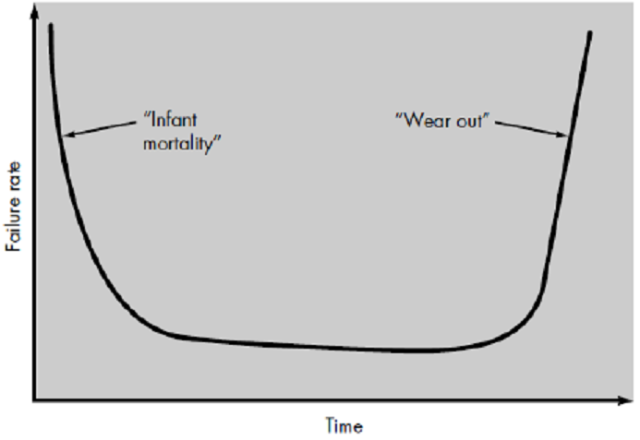 "Infant
mortality"
"Wear out"
Failure rate
Time